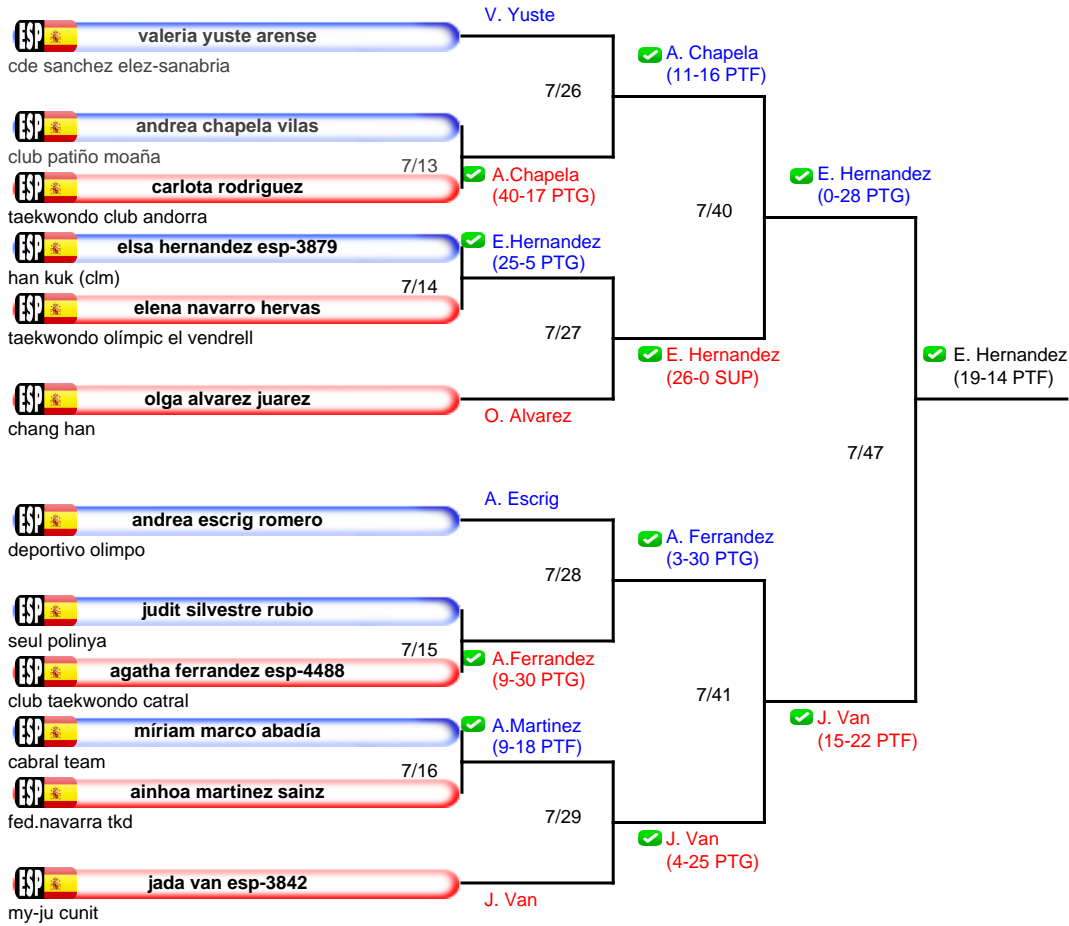 V. Yuste
ESP valeria yuste arense
cde sanchez elez-sanabria
A. Chapela
(11-16 PTF)
7/26
ESP andrea chapela vilas
club patiño moaña
7/13
A.Chapela
(40-17 PTG)
ESP carlota rodriguez
taekwondo club andorra
E. Hernandez
(0-28 PTG)
7/40
ESP elsa hernandez esp-3879
han kuk (clm)
E.Hernandez
(25-5 PTG)
7/14
ESP elena navarro hervas
taekwondo olímpic el vendrell
7/27
E. Hernandez
(26-0 SUP)
E. Hernandez
(19-14 PTF)
ESP olga alvarez juarez
chang han
O. Alvarez
7/47
A. Escrig
ESP andrea escrig romero
deportivo olimpo
A. Ferrandez
(3-30 PTG)
7/28
ESP judit silvestre rubio
seul polinya
7/15
A.Ferrandez
(9-30 PTG)
ESP agatha ferrandez esp-4488
club taekwondo catral
7/41
J. Van
(15-22 PTF)
ESP míriam marco abadía
cabral team
A.Martinez
(9-18 PTF)
7/16
ESP ainhoa martinez sainz
fed.navarra tkd
7/29
J. Van
(4-25 PTG)
ESP jada van esp-3842
my-ju cunit
J. Van